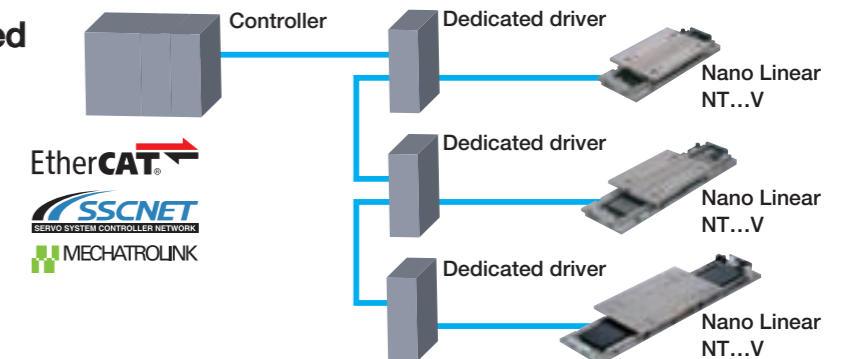 ed
Controller
Dedicated driver
Nano Linear
NT...V
EtherCAT®
Dedicated driver
SSCNET
SERVO SYSTEM CONTROLLER NETWORK
Nano Linear
NT...V
MECHATROLINK
Dedicated driver
Nano Linear
NT...V